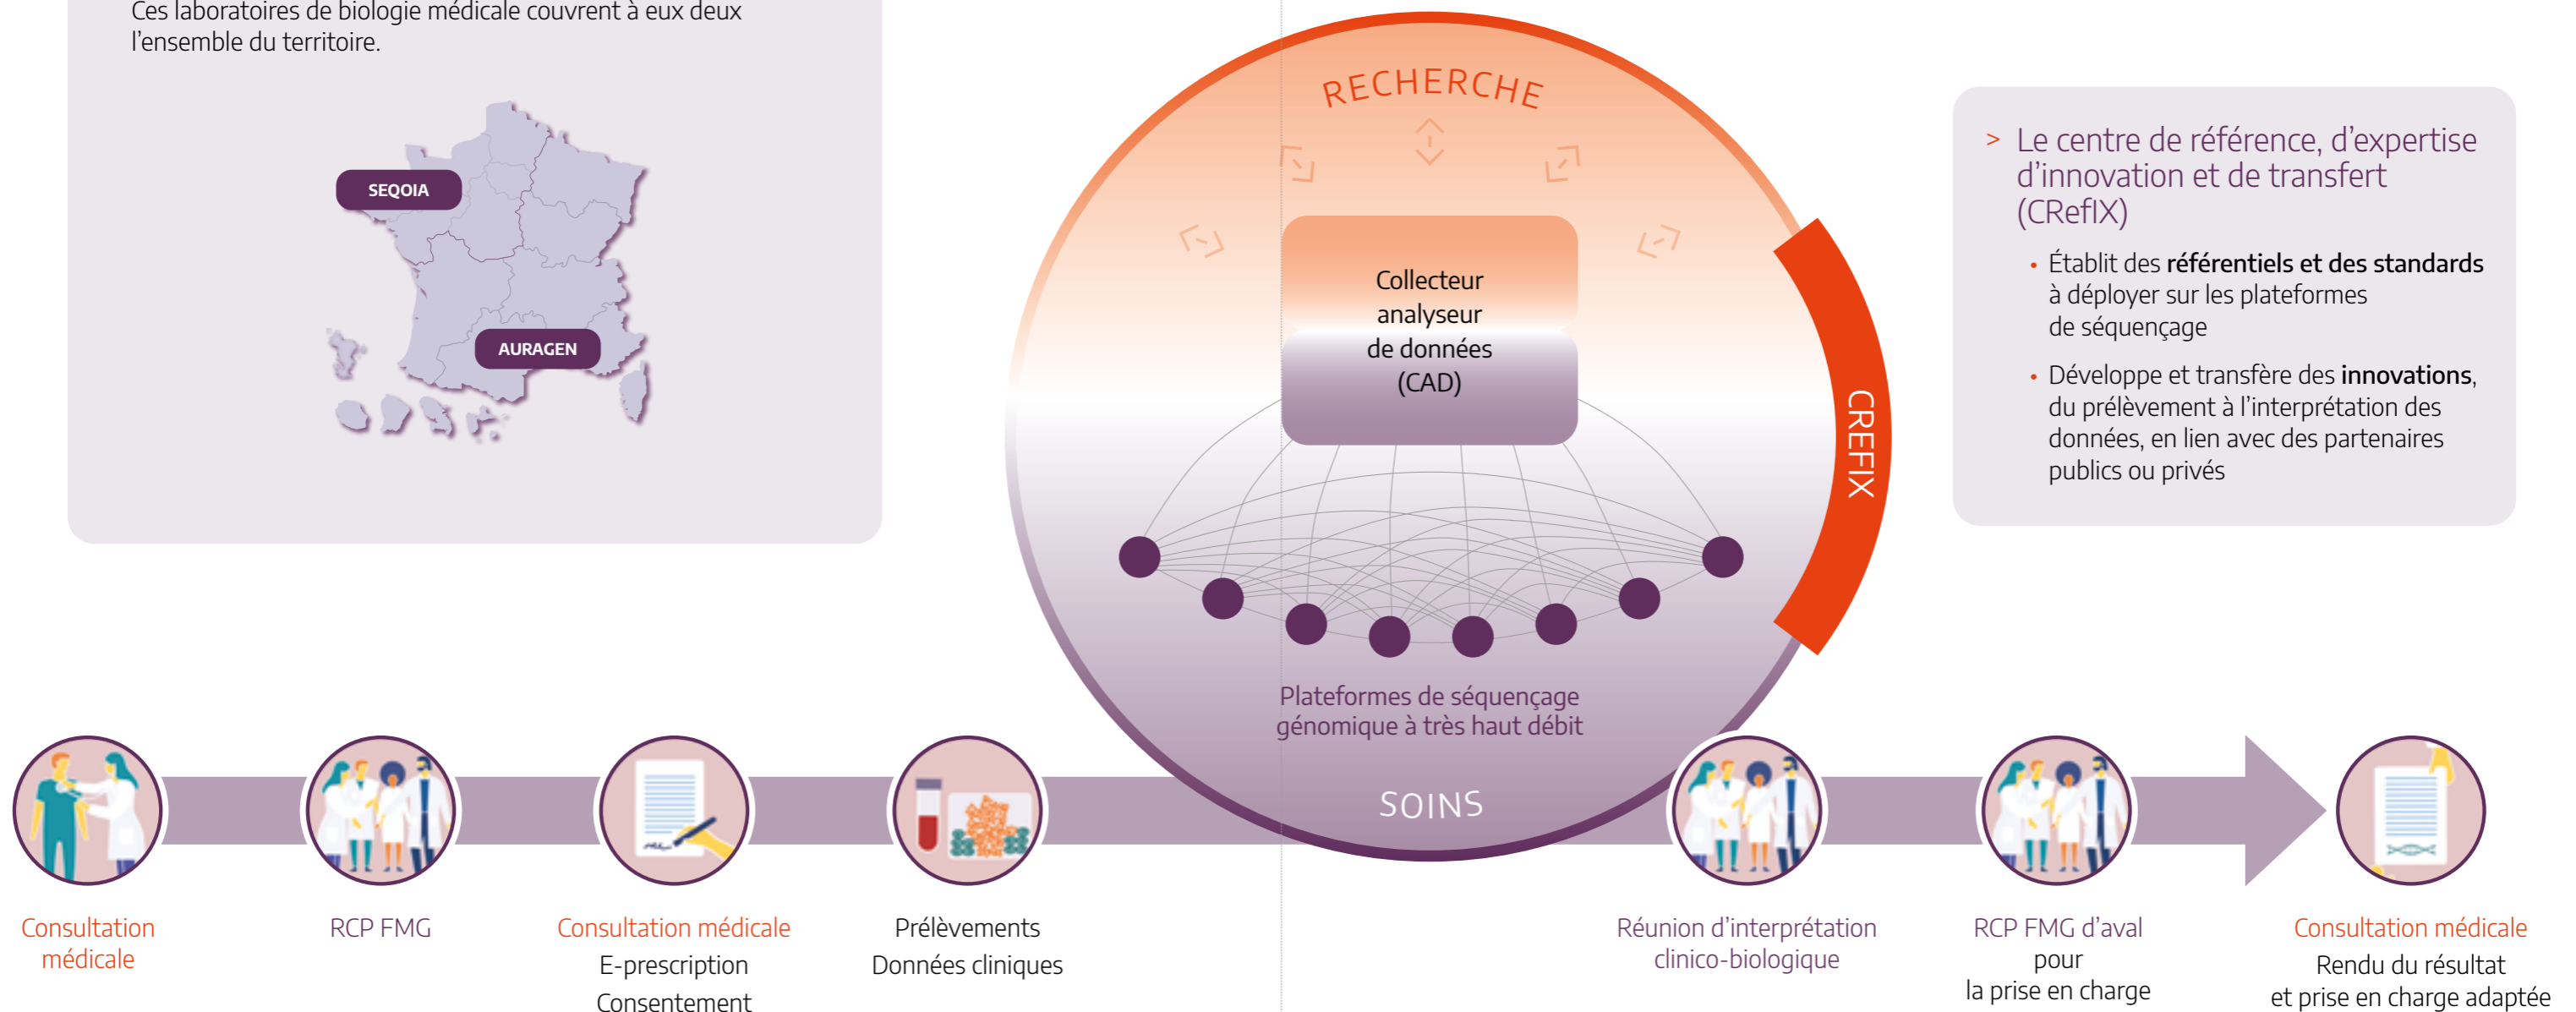 Ces laboratoires de biologie médicale couvrent à eux deux
l'ensemble du territoire.
SEQOIA
AURAGEN
RECHERCHE
Collecteur
analyseur
de données
(CAD)
CREFIX
Plateformes de séquençage
génomique à très haut débit
SOINS
> Le centre de référence, d'expertise
d'innovation et de transfert
(CRefIX)
• Établit des référentiels et des standards
à déployer sur les plateformes
de séquençage
• Développe et transfère des innovations,
du prélèvement à l'interprétation des
données, en lien avec des partenaires
publics ou privés
Consultation
médicale
RCP FMG
Consultation médicale
E-prescription
Consentement
Prélèvements
Données cliniques
Réunion d'interprétation
clinico-biologique
RCP FMG d'aval
pour
la prise en charge
Consultation médicale
Rendu du résultat
et prise en charge adaptée